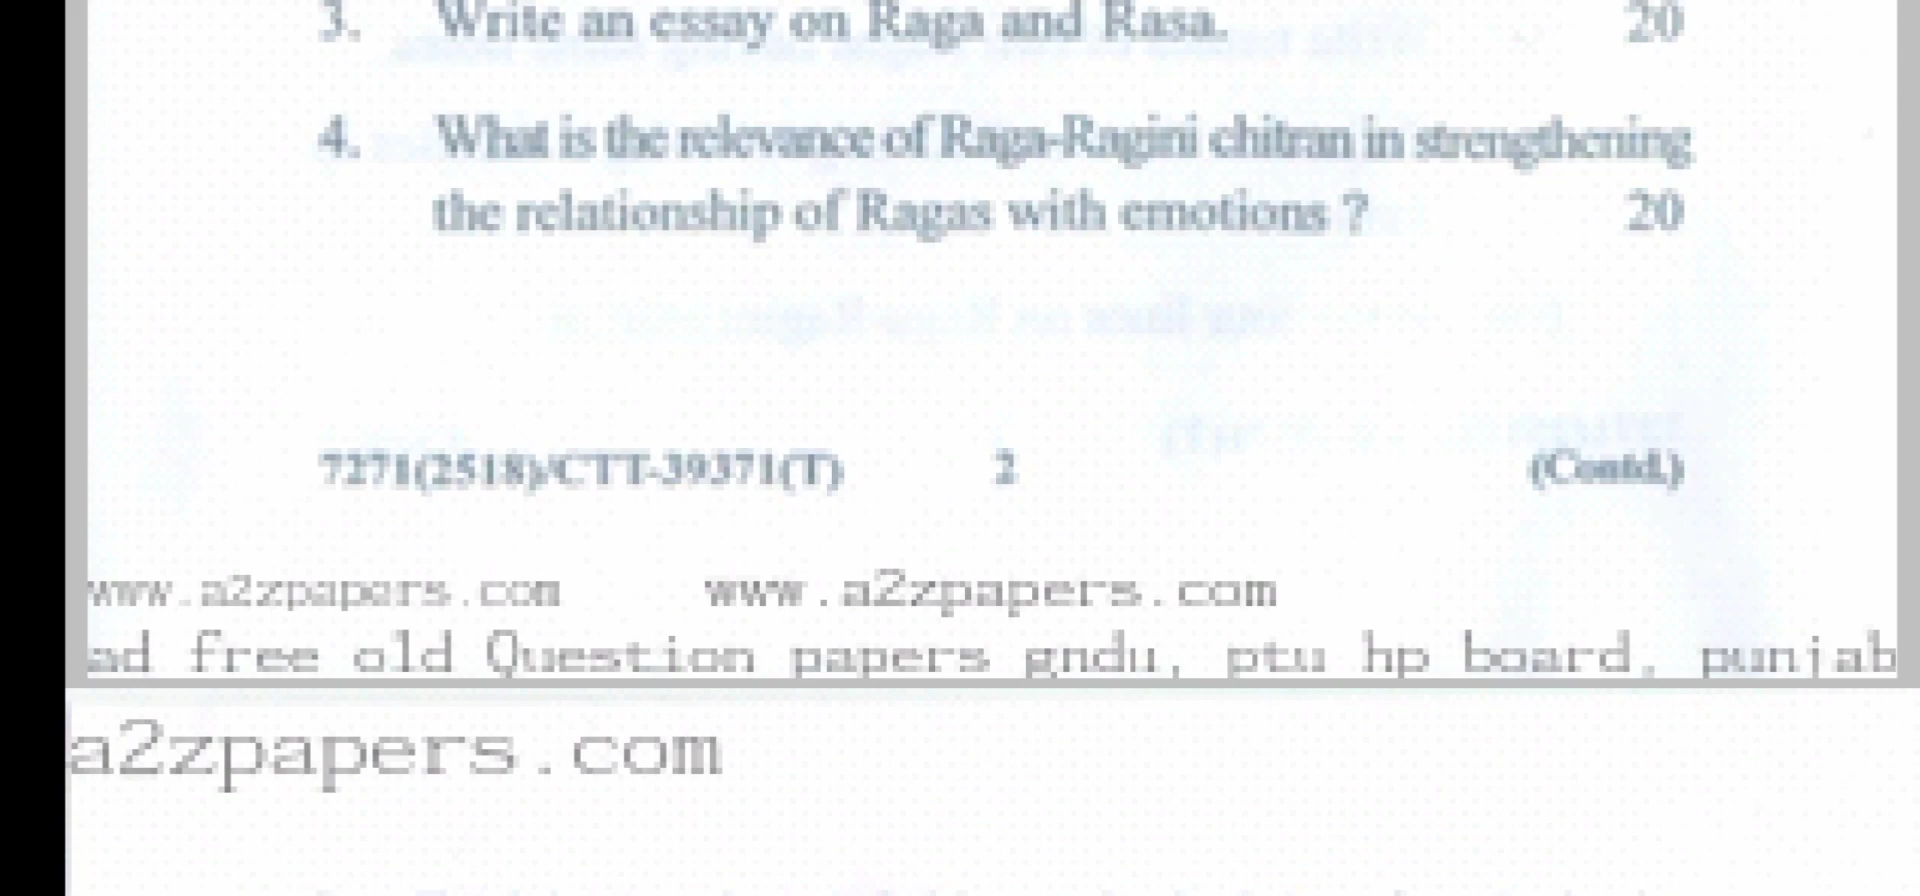 3. Write an essay on Raga and Rasa. 20
4. What is the relevance of Raga-Ragini chitran in strengthening
the relationship of Ragas with emotions ? 20
7271(2518)/CTT-39371(T) 2 (Contd.)
www.a2zpapers.com www.a2zpapers.com
ad free old Question papers gndu, ptu hp board, punjab
a2zpapers.com